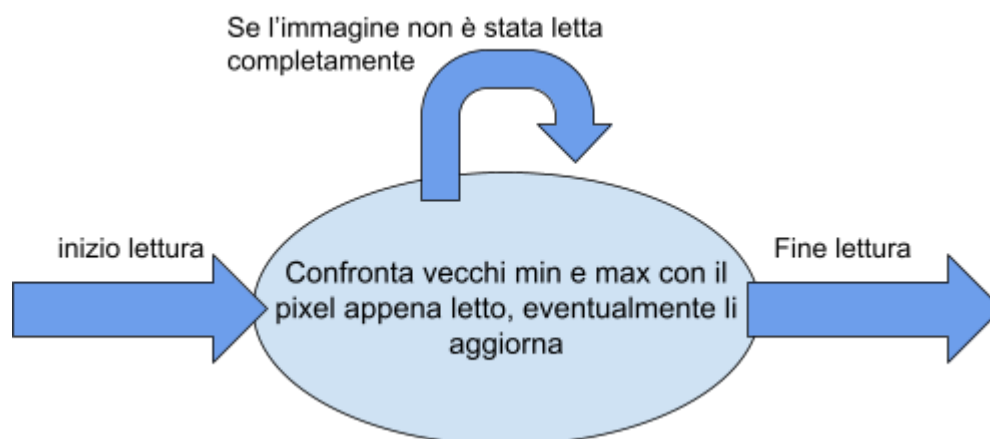 Se l'immagine non è stata letta
completamente
inizio lettura
Fine lettura
Confronta vecchi min e max con il
pixel appena letto, eventualmente li
aggiorna